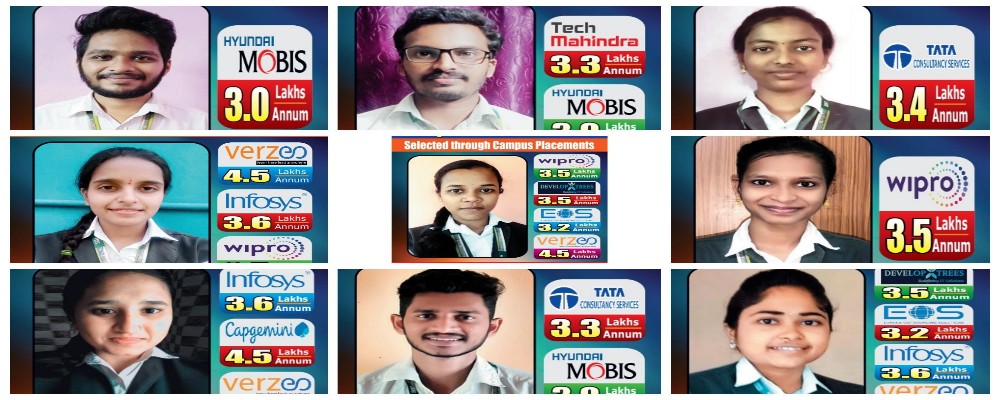 HYUNDAI
MOBIS
3.0 Lakhs
Annum
Tech
Mahindra
3.3 Lakhs
Annum
HYUNDAI
MOBIS
Lakhs
TATA
CONSULTANCY SERVICES
3.4 Lakhs
Annum
verzeo
4.5 Lakhs
Annum
Infosys
3.6 Lakhs
Annum
wipro
Selected through Campus Placements
wipro
3.5 Lakhs
Annum
DEVELOPTREES
3.5 Lakhs
Annum
EOS
3.2 Lakhs
Annum
verzeo
4.5 Lakhs
Annum
wipro
3.5 Lakhs
Annum
Infosys
3.6 Lakhs
Annum
Capgemini
4.5 Lakhs
Annum
verzeo
TATA
CONSULTANCY SERVICES
3.3 Lakhs
Annum
HYUNDAI
MOBIS
Lakhs
DEVELOPTREES
3.5 Lakhs
Annum
EOS
3.2 Lakhs
Annum
Infosys
3.6 Lakhs
Annum
verzeo